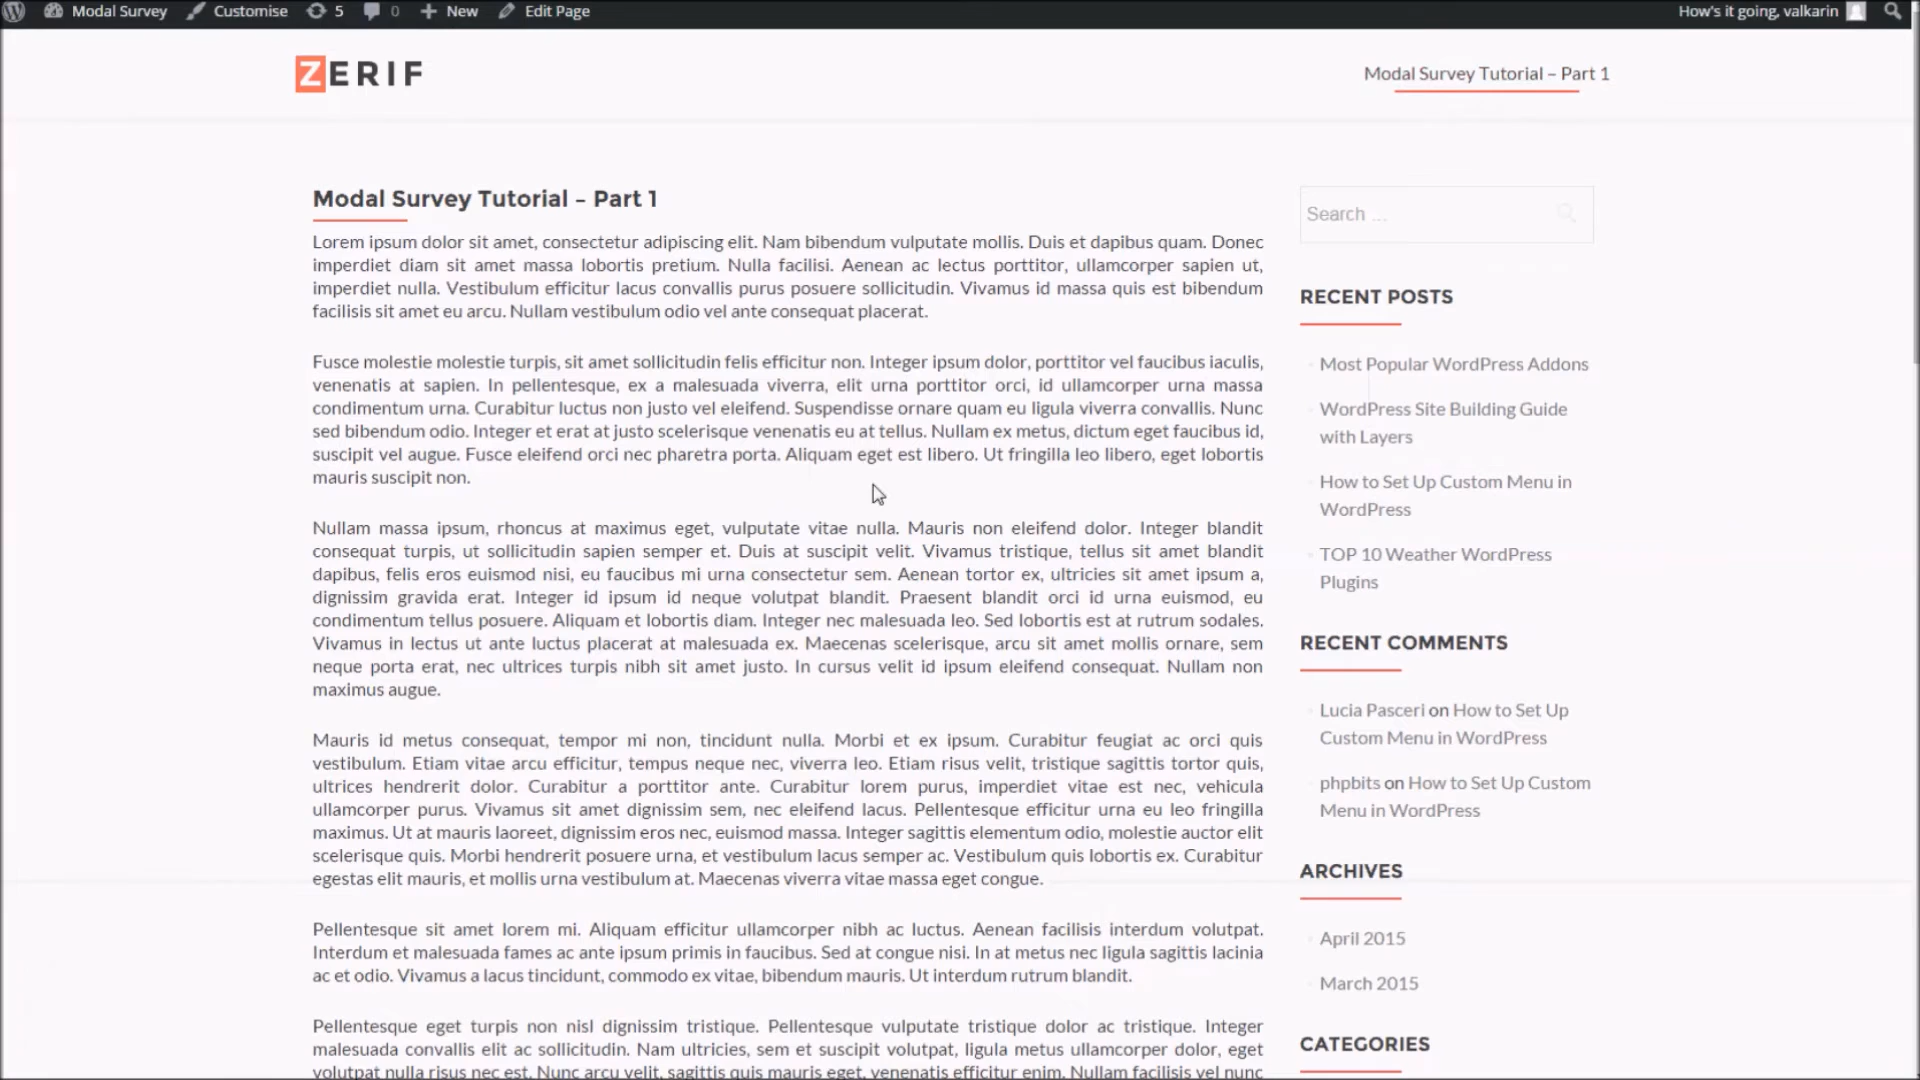 Modal Survey Customise 5 0 New Edit Page How's it going, valkarin
ZERIF
Modal Survey Tutorial – Part 1
Modal Survey Tutorial – Part 1
Lorem ipsum dolor sit amet, consectetur adipiscing elit. Nam bibendum vulputate mollis. Duis et dapibus quam. Donec
imperdiet diam sit amet massa lobortis pretium. Nulla facilisi. Aenean ac lectus porttitor, ullamcorper sapien ut,
imperdiet nulla. Vestibulum efficitur lacus convallis purus posuere sollicitudin. Vivamus id massa quis est bibendum
facilisis sit amet eu arcu. Nullam vestibulum odio vel ante consequat placerat.
Fusce molestie molestie turpis, sit amet sollicitudin felis efficitur non. Integer ipsum dolor, porttitor vel faucibus iaculis,
venenatis at sapien. In pellentesque, ex a malesuada viverra, elit urna porttitor orci, id ullamcorper urna massa
condimentum urna. Curabitur luctus non justo vel eleifend. Suspendisse ornare quam eu ligula viverra convallis. Nunc
sed bibendum odio. Integer et erat at justo scelerisque venenatis eu at tellus. Nullam ex metus, dictum eget faucibus id,
suscipit vel augue. Fusce eleifend orci nec pharetra porta. Aliquam eget est libero. Ut fringilla leo libero, eget lobortis
mauris suscipit non.
Nullam massa ipsum, rhoncus at maximus eget, vulputate vitae nulla. Mauris non eleifend dolor. Integer blandit
consequat turpis, ut sollicitudin sapien semper et. Duis at suscipit velit. Vivamus tristique, tellus sit amet blandit
dapibus, felis eros euismod nisi, eu faucibus mi urna consectetur sem. Aenean tortor ex, ultricies sit amet ipsum a,
dignissim gravida erat. Integer id ipsum id neque volutpat blandit. Praesent blandit orci id urna euismod, eu
condimentum tellus posuere. Aliquam et lobortis diam. Integer nec malesuada leo. Sed lobortis est at rutrum sodales.
Vivamus in lectus ut ante luctus placerat at malesuada ex. Maecenas scelerisque, arcu sit amet mollis ornare, sem
neque porta erat, nec ultrices turpis nibh sit amet justo. In cursus velit id ipsum eleifend consequat. Nullam non
maximus augue.
Mauris id metus consequat, tempor mi non, tincidunt nulla. Morbi et ex ipsum. Curabitur feugiat ac orci quis
vestibulum. Etiam vitae arcu efficitur, tempus neque nec, viverra leo. Etiam risus velit, tristique sagittis tortor quis,
ultrices hendrerit dolor. Curabitur a porttitor ante. Curabitur lorem purus, imperdiet vitae est nec, vehicula
ullamcorper purus. Vivamus sit amet dignissim sem, nec eleifend lacus. Pellentesque efficitur urna eu leo fringilla
maximus. Ut at mauris laoreet, dignissim eros nec, euismod massa. Integer sagittis elementum odio, molestie auctor elit
scelerisque quis. Morbi hendrerit posuere urna, et vestibulum lacus semper ac. Vestibulum quis lobortis ex. Curabitur
egestas elit mauris, et mollis urna vestibulum at. Maecenas viverra vitae massa eget congue.
Pellentesque sit amet lorem mi. Aliquam efficitur ullamcorper nibh ac luctus. Aenean facilisis interdum volutpat.
Interdum et malesuada fames ac ante ipsum primis in faucibus. Sed at congue nisi. In at metus nec ligula sagittis lacinia
ac et odio. Vivamus a lacus tincidunt, commodo ex vitae, bibendum mauris. Ut interdum rutrum blandit.
Pellentesque eget turpis non nisl dignissim tristique. Pellentesque vulputate tristique dolor ac tristique. Integer
malesuada convallis elit ac sollicitudin. Nam ultricies, sem et suscipit volutpat, ligula metus ullamcorper dolor, eget
volutpat nulla risus nec est. Nunc arcu velit, sagittis quis mauris eget, venenatis efficitur enim. Nullam facilisis vel nunc
Search ...
RECENT POSTS
Most Popular WordPress Addons
WordPress Site Building Guide
with Layers
How to Set Up Custom Menu in
WordPress
TOP 10 Weather WordPress
Plugins
RECENT COMMENTS
Lucia Pasceri on How to Set Up
Custom Menu in WordPress
phpbits on How to Set Up Custom
Menu in WordPress
ARCHIVES
April 2015
March 2015
CATEGORIES